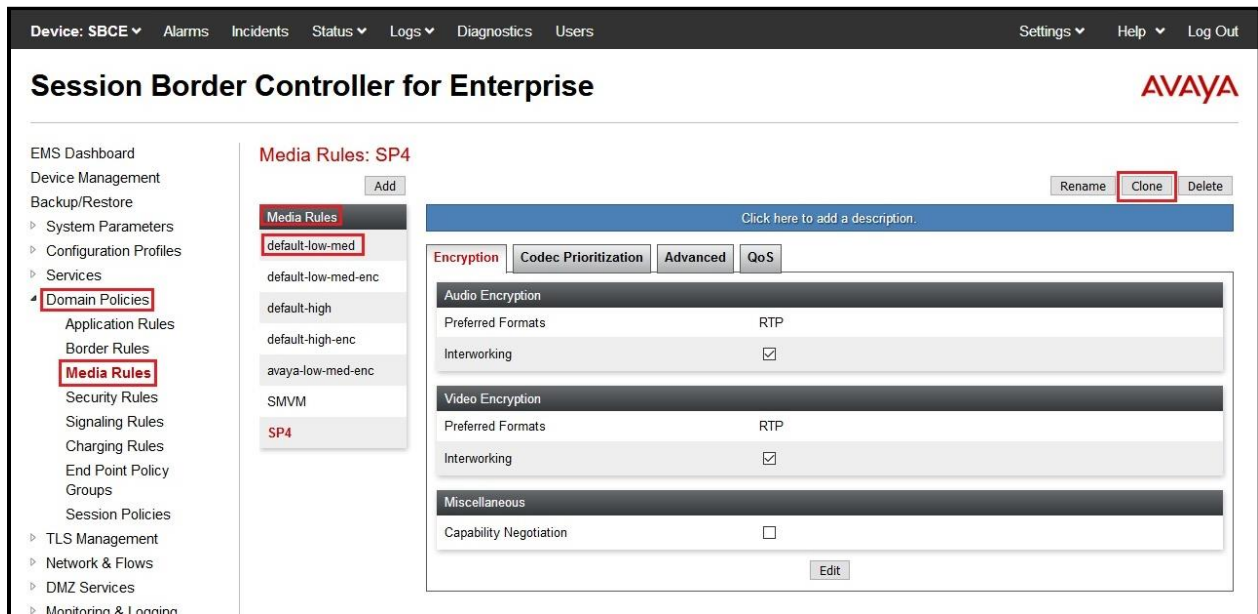 Device: SBCE Alarms Incidents Status Logs Diagnostics Users Settings Help Log Out
Session Border Controller for Enterprise
AVAYA
EMS Dashboard
Device Management
Backup/Restore
System Parameters
Configuration Profiles
Services
Domain Policies
Application Rules
Border Rules
Media Rules
Security Rules
Signaling Rules
Charging Rules
End Point Policy
Groups
Session Policies
TLS Management
Network & Flows
DMZ Services
Monitoring & Logging
Media Rules: SP4
Add
Rename Clone Delete
Media Rules
default-low-med
default-low-med-enc
default-high
default-high-enc
avaya-low-med-enc
SMVM
SP4
Click here to add a description.
Encryption Codec Prioritization Advanced QoS
Audio Encryption
Preferred Formats RTP
Interworking
Video Encryption
Preferred Formats RTP
Interworking
Miscellaneous
Capability Negotiation
Edit